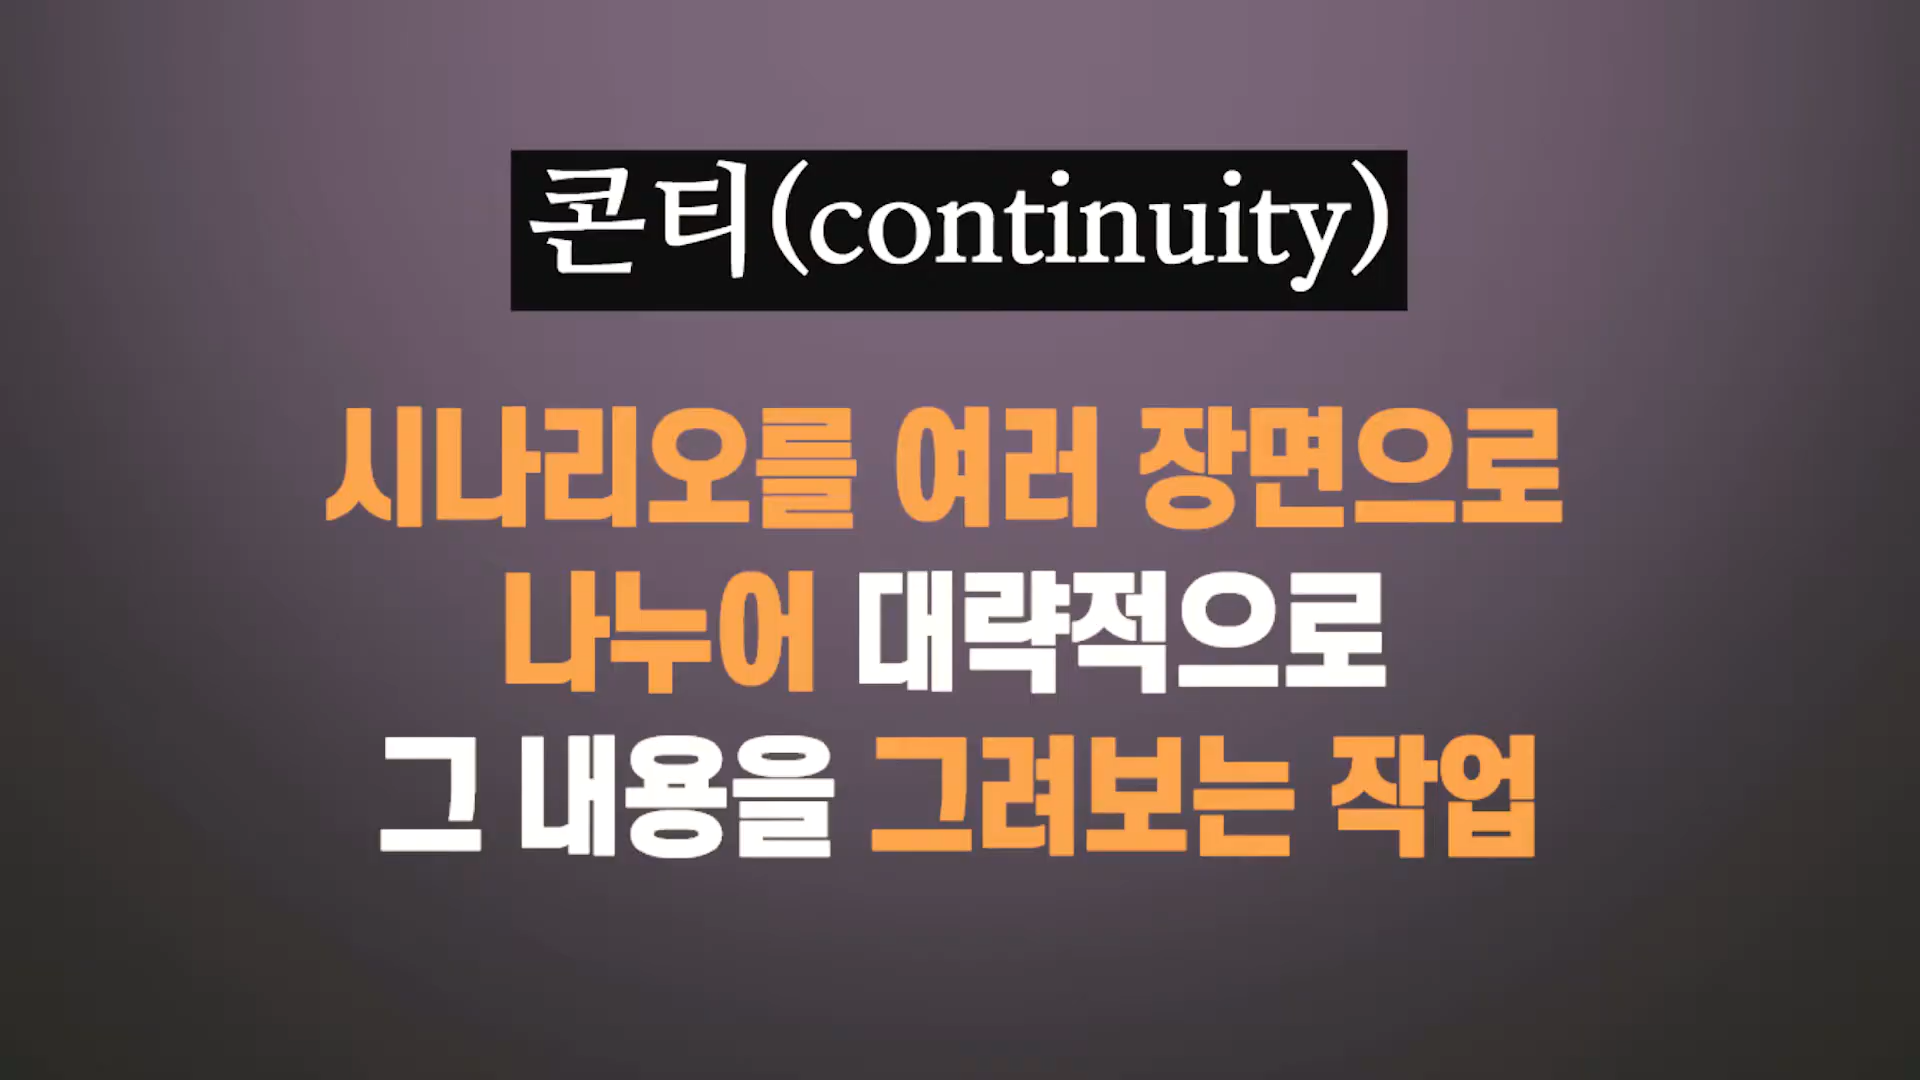 콘티(continuity)
시나리오를 여러 장면으로
나누어 대략적으로
그 내용을 그려보는 작업